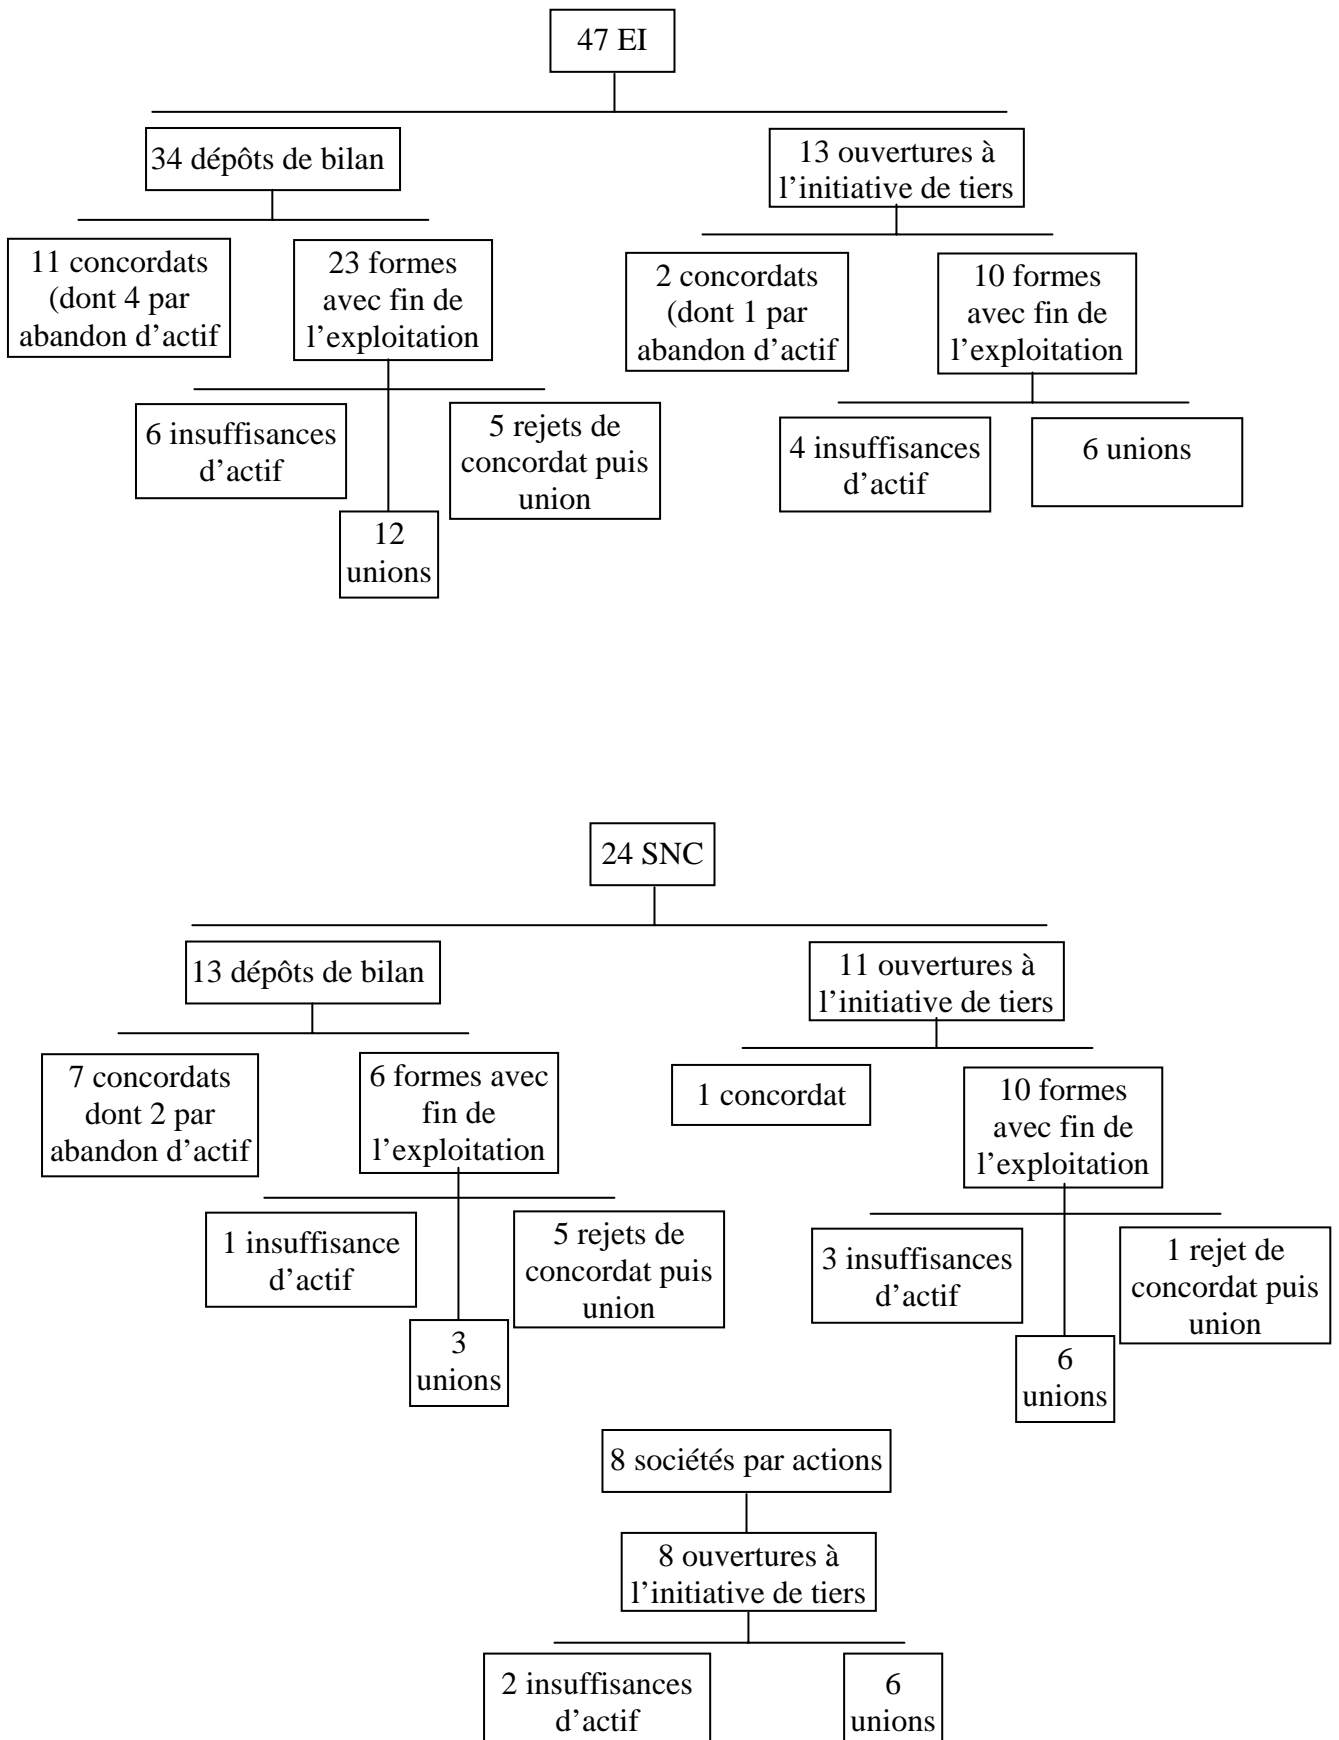 47 EI
34 dépôts de bilan
13 ouvertures à
l’initiative de tiers
11 concordats
(dont 4 par
abandon d’actif
23 formes
avec fin de
l’exploitation
2 concordats
(dont 1 par
abandon d’actif
10 formes
avec fin de
l’exploitation
6 insuffisances
d’actif
5 rejets de
concordat puis
union
4 insuffisances
d’actif
6 unions
12
unions
24 SNC
13 dépôts de bilan
11 ouvertures à
l’initiative de tiers
7 concordats
dont 2 par
abandon d’actif
6 formes avec
fin de
l’exploitation
1 concordat
10 formes
avec fin de
l’exploitation
1 insuffisance
d’actif
5 rejets de
concordat puis
union
3 insuffisances
d’actif
1 rejet de
concordat puis
union
3
unions
6
unions
8 sociétés par actions
8 ouvertures à
l’initiative de tiers
2 insuffisances
d’actif
6
unions